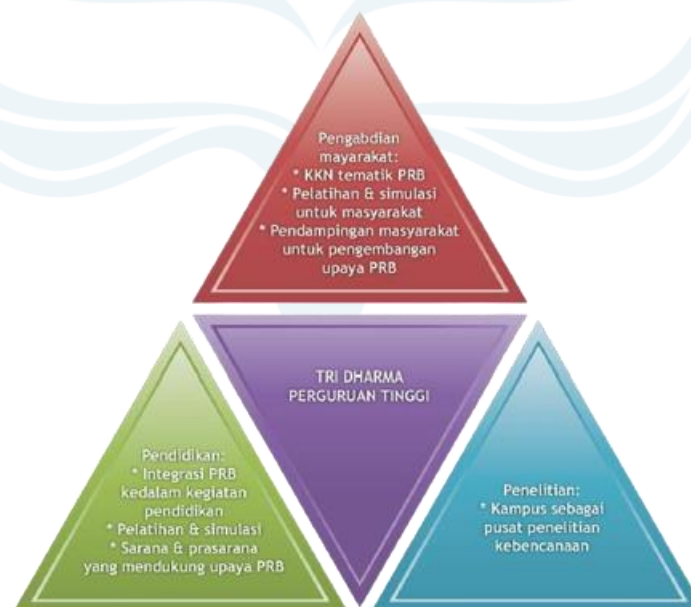 Pengabdian
mayarakat:
* KKN tematik PRB
* Pelatihan & simulasi
untuk masyarakat
* Pendampingan masyarakat
untuk pengembangan
upaya PRB
TRI DHARMA
PERGURUAN TINGGI
Pendidikan:
* Integrasi PRB
kedalam kegiatan
pendidikan
* Pelatihan & simulasi
* Sarana & prasarana
yang mendukung upaya PRB
Penelitian:
* Kampus sebagai
pusat penelitian
kebencanaan